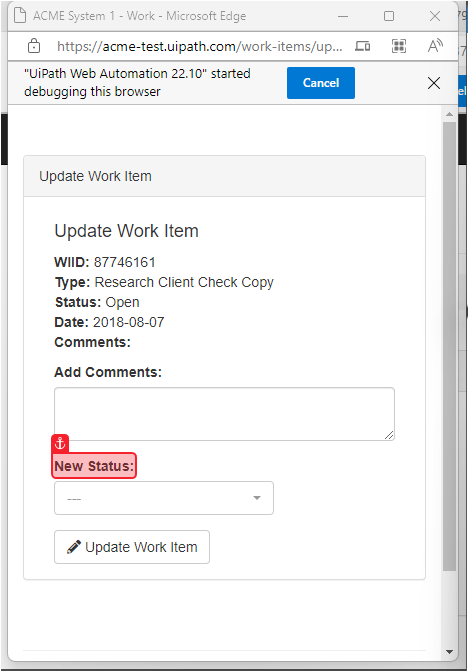 ACME System 1 - Work - Microsoft Edge
https://acme-test.uipath.com/work-items/up...
"UiPath Web Automation 22.10" started
debugging this browser
Cancel
Update Work Item
Update Work Item
WIID: 87746161
Type: Research Client Check Copy
Status: Open
Date: 2018-08-07
Comments:
Add Comments:
New Status:
---
Update Work Item